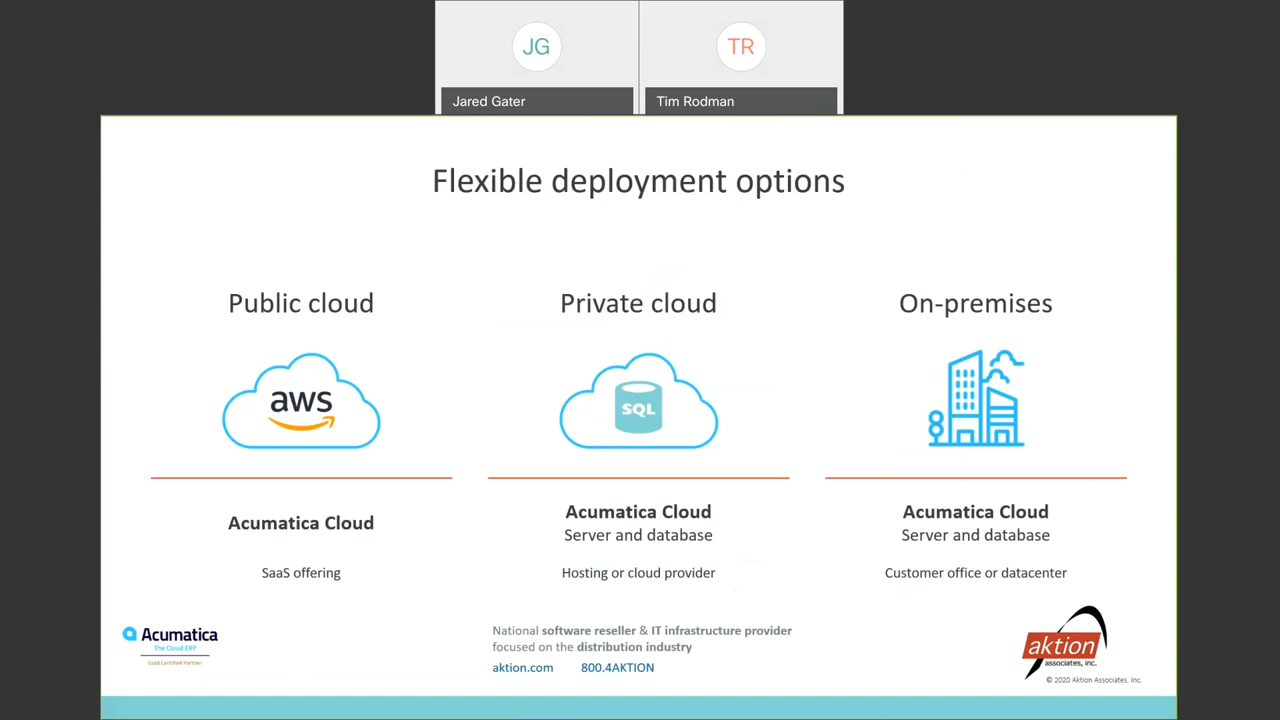 JG
TR
Jared Gater
Tim Rodman
Flexible deployment options
Public cloud
Private cloud
On-premises
aws
SQL
Acumatica Cloud
SaaS offering
Acumatica Cloud
Server and database
Hosting or cloud provider
Acumatica Cloud
Server and database
Customer office or datacenter
Acumatica
The Cloud ERP
Gold Certified Partner
National software reseller & IT infrastructure provider
focused on the distribution industry
aktion.com 800.4AKTION
aktion
associates, inc.
© 2020 Aktion Associates, Inc.